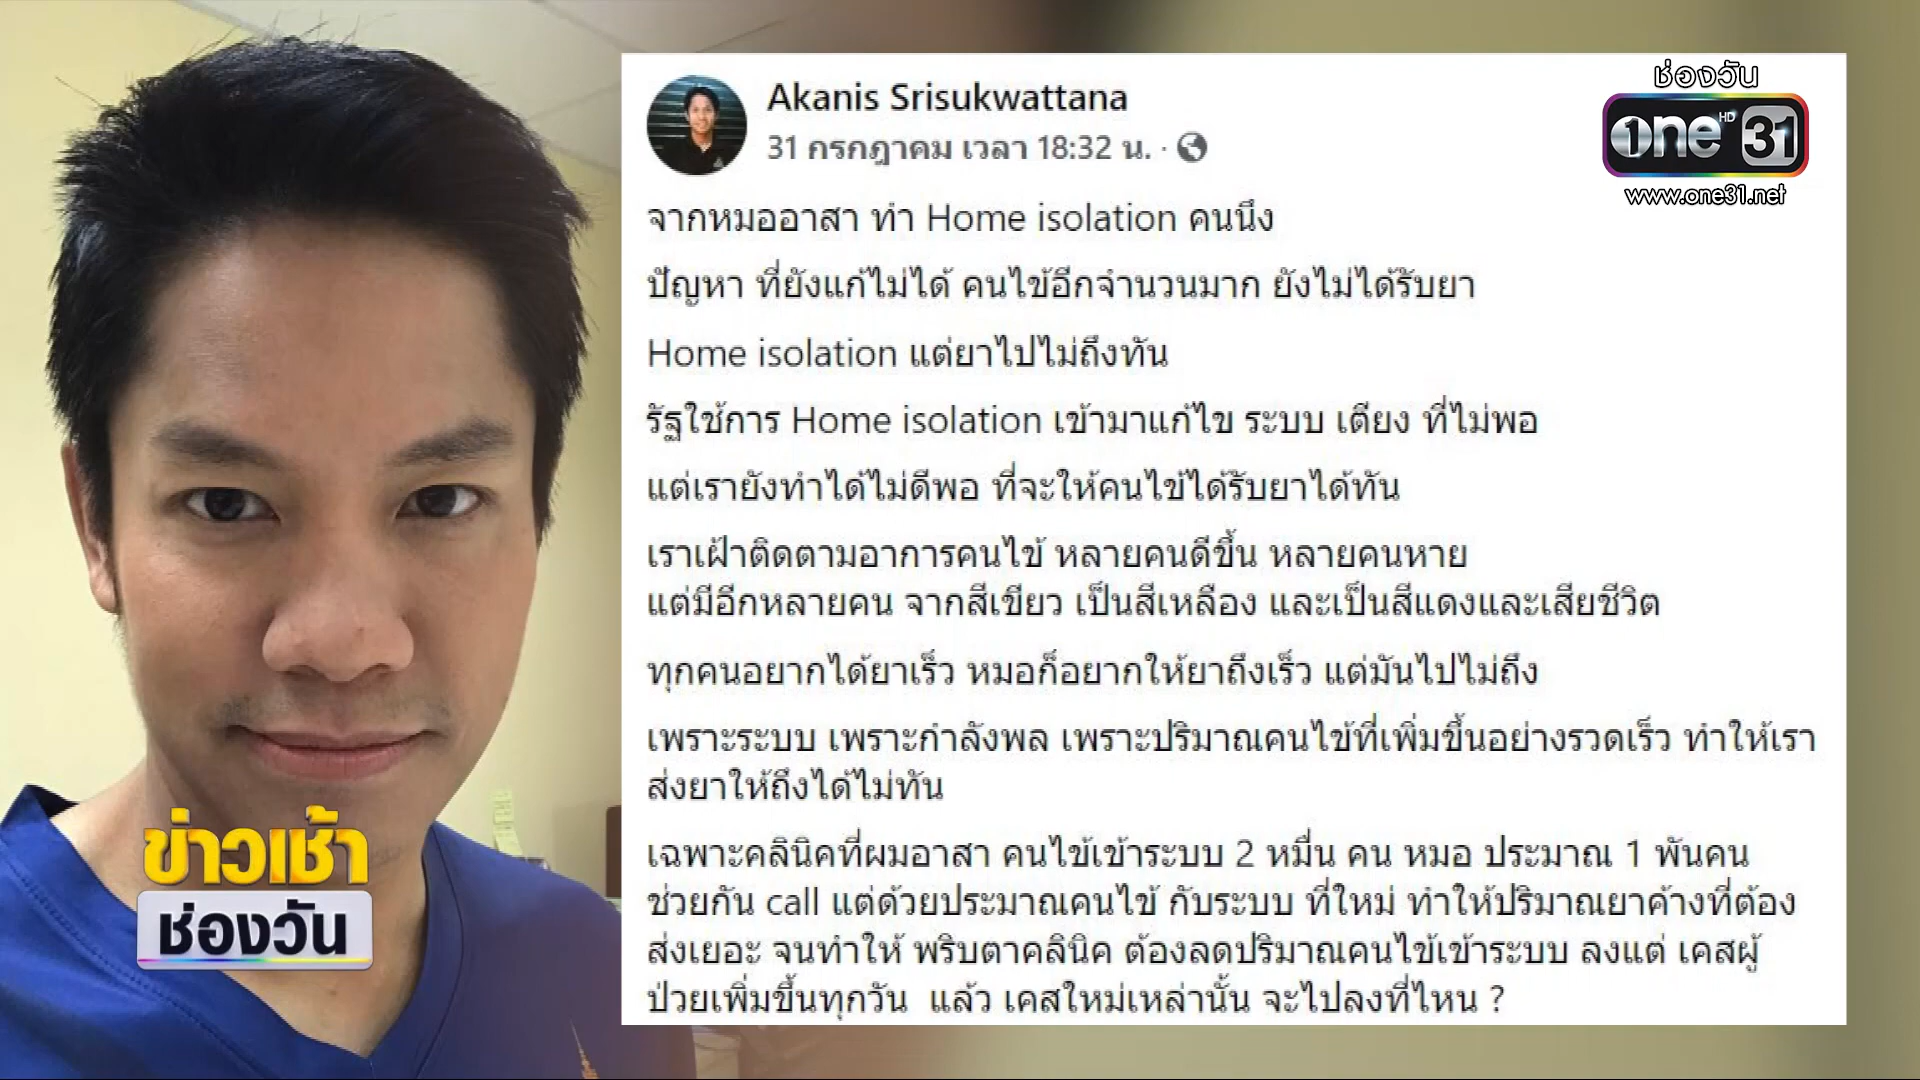 Akanis Srisukwattana
31 กรกฎาคม เวลา 18:32 น. ·
จากหมออาสา ทำ Home isolation คนนึง
ปัญหา ที่ยังแก้ไม่ได้ คนไข้อีกจำนวนมาก ยังไม่ได้รับยา
Home isolation แต่ยาไปไม่ถึงทัน
รัฐใช้การ Home isolation เข้ามาแก้ไข ระบบ เตียง ที่ไม่พอ
แต่เรายังทำได้ไม่ดีพอ ที่จะให้คนไข้ได้รับยาได้ทัน
เราเฝ้าติดตามอาการคนไข้ หลายคนดีขึ้น หลายคนหาย
แต่มีอีกหลายคน จากสีเขียว เป็นสีเหลือง และเป็นสีแดงและเสียชีวิต
ทุกคนอยากได้ยาเร็ว หมอก็อยากให้ยาถึงเร็ว แต่มันไปไม่ถึง
เพราะระบบ เพราะกำลังพล เพราะปริมาณคนไข้ที่เพิ่มขึ้นอย่างรวดเร็ว ทำให้เรา
ส่งยาให้ถึงได้ไม่ทัน
เฉพาะคลินิคที่ผมอาสา คนไข้เข้าระบบ 2 หมื่น คน หมอ ประมาณ 1 พันคน
ช่วยกัน call แต่ด้วยประมาณคนไข้ กับระบบ ที่ใหม่ ทำให้ปริมาณยาค้างที่ต้อง
ส่งเยอะ จนทำให้ พริบตาคลินิค ต้องลดปริมาณคนไข้เข้าระบบ ลงแต่ เคสผู้
ป่วยเพิ่มขึ้นทุกวัน แล้ว เคสใหม่เหล่านั้น จะไปลงที่ไหน ?
ช่องวัน
one HD 31
www.one31.net
ข่าวเช้า
ช่องวัน